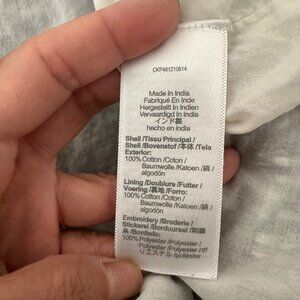 CKP461210814
Made in India
Fabriqué En Inde
Hergestellt in Indien
Vervaardigd in India
インド製
hecho en india
Shell /Tissu Principal /
Shell /Bovenstof /本体 /Tela
Exterior:
100% Cotton /Coton /
Baumwolle /Katoen /綿 /
algodón
Lining /Doublure /Futter /
Voering /裏地 /Forro:
100% Cotton /Coton /
Baumwolle /Katoen /綿 /
algodón
Embroidery /Broderie /
Stickerei /Borduursel /刺繍
糸 /Bordado:
100% Polyester /Polyester /
Polyester /Polyester /ポリ
エステル /poliéster